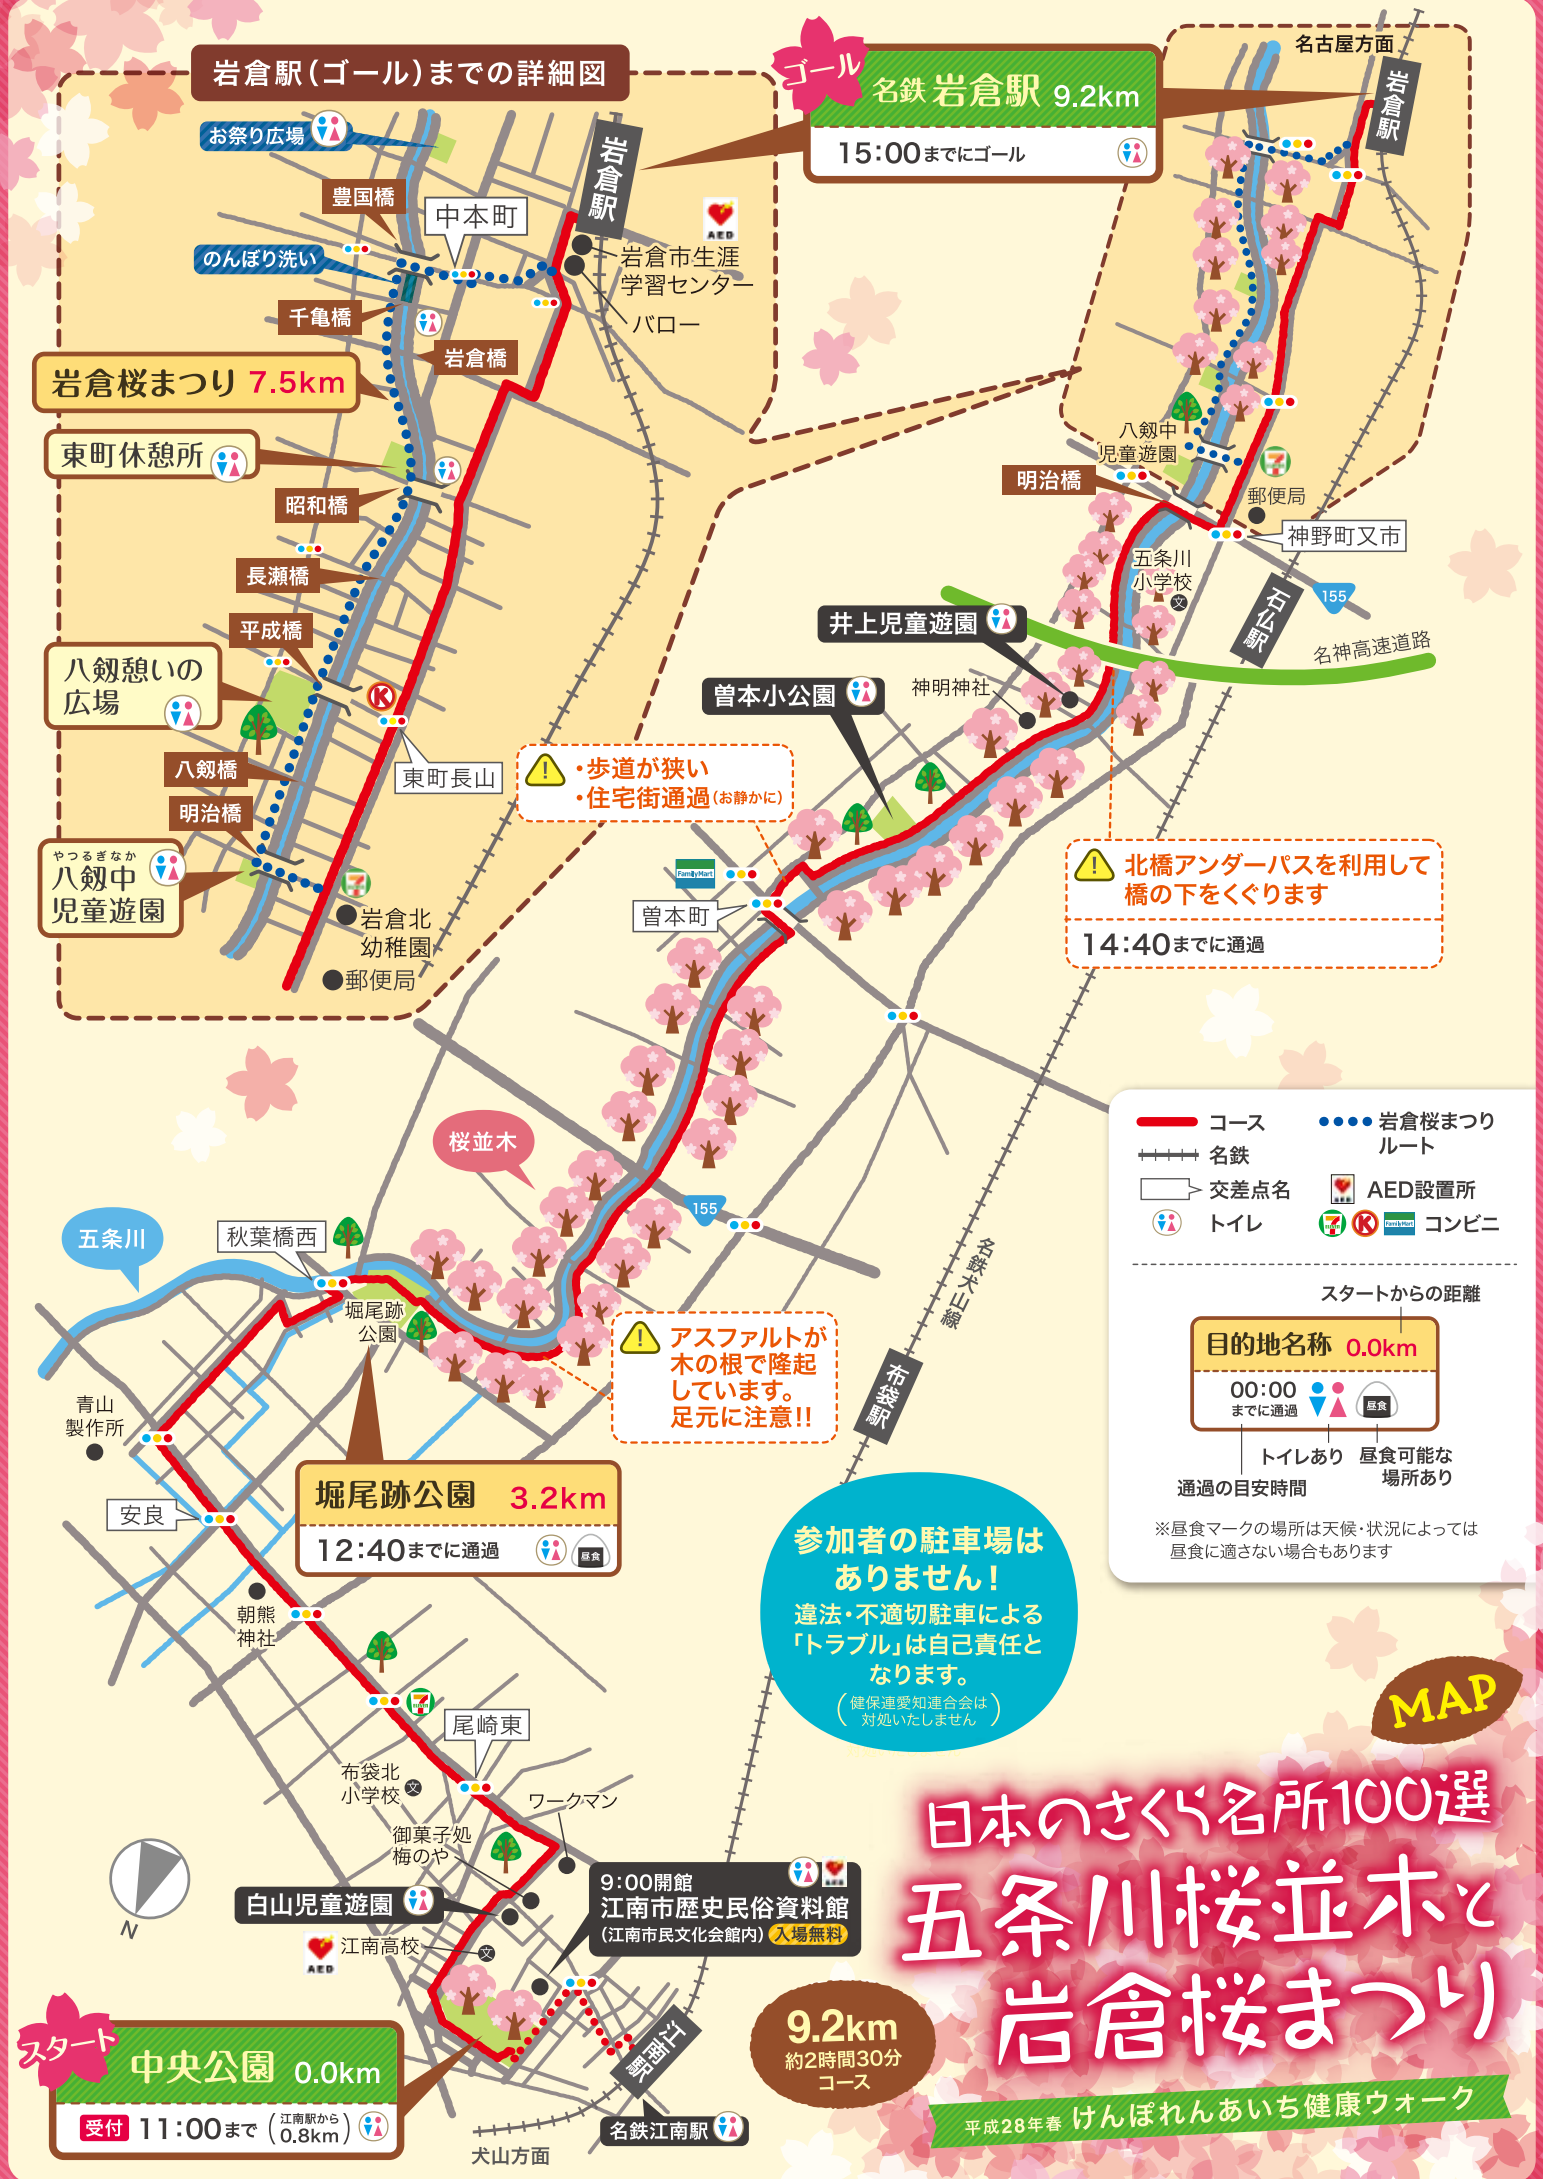 岩倉駅(ゴール)までの詳細図
お祭り広場
豊国橋
中本町
のんぼり洗い
千亀橋
岩倉橋
岩倉桜まつり 7.5km
東町休憩所
昭和橋
長瀬橋
平成橋
八剱憩いの
広場
八剱橋
明治橋
やつるぎなか
八剱中
児童遊園
岩倉駅
AED
岩倉市生涯
学習センター
バロー
東町長山
岩倉北
幼稚園
郵便局
ゴール
名鉄 岩倉駅 9.2km
15:00までにゴール
名古屋方面
岩倉駅
八剱中
児童遊園
明治橋
郵便局
神野町又市
五条川
小学校
文
石仏駅
155
名神高速道路
井上児童遊園
神明神社
曽本小公園
・歩道が狭い
・住宅街通過(お静かに)
FamilyMart
曽本町
北橋アンダーパスを利用して
橋の下をくぐります
14:40までに通過
桜並木
155
五条川
秋葉橋西
堀尾跡
公園
アスファルトが
木の根で隆起
しています。
足元に注意!!
名鉄犬山線
布袋駅
青山
製作所
安良
堀尾跡公園 3.2km
12:40までに通過
昼食
朝熊
神社
尾崎東
布袋北
小学校
文
ワークマン
御菓子処
梅のや
白山児童遊園
AED
江南高校
文
9:00開館
江南市歴史民俗資料館
(江南市民文化会館内) 入場無料
AED
N
スタート
中央公園 0.0km
受付 11:00まで (江南駅から
0.8km)
江南駅
名鉄江南駅
犬山方面
参加者の駐車場は
ありません!
違法・不適切駐車による
「トラブル」は自己責任と
なります。
(健保連愛知連合会は
対処いたしません)
コース
岩倉桜まつり
ルート
名鉄
交差点名
AED設置所
トイレ
FamilyMart
コンビニ
スタートからの距離
目的地名称 0.0km
00:00
までに通過
昼食
トイレあり
昼食可能な
場所あり
通過の目安時間
※昼食マークの場所は天候・状況によっては
昼食に適さない場合もあります
MAP
日本のさくら名所100選
五条川桜並木と
岩倉桜まつり
9.2km
約2時間30分
コース
平成28年春 けんぽれんあいち健康ウォーク